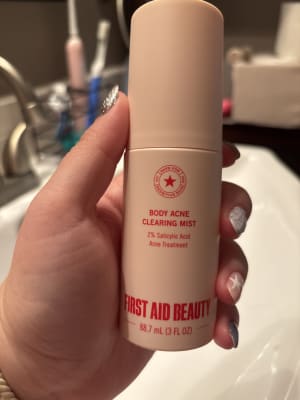 BODY ACNE
CLEARING MIST
2% Salicylic Acid
Acne Treatment
FIRST AID BEAUTY
88.7 mL (3 FL OZ)